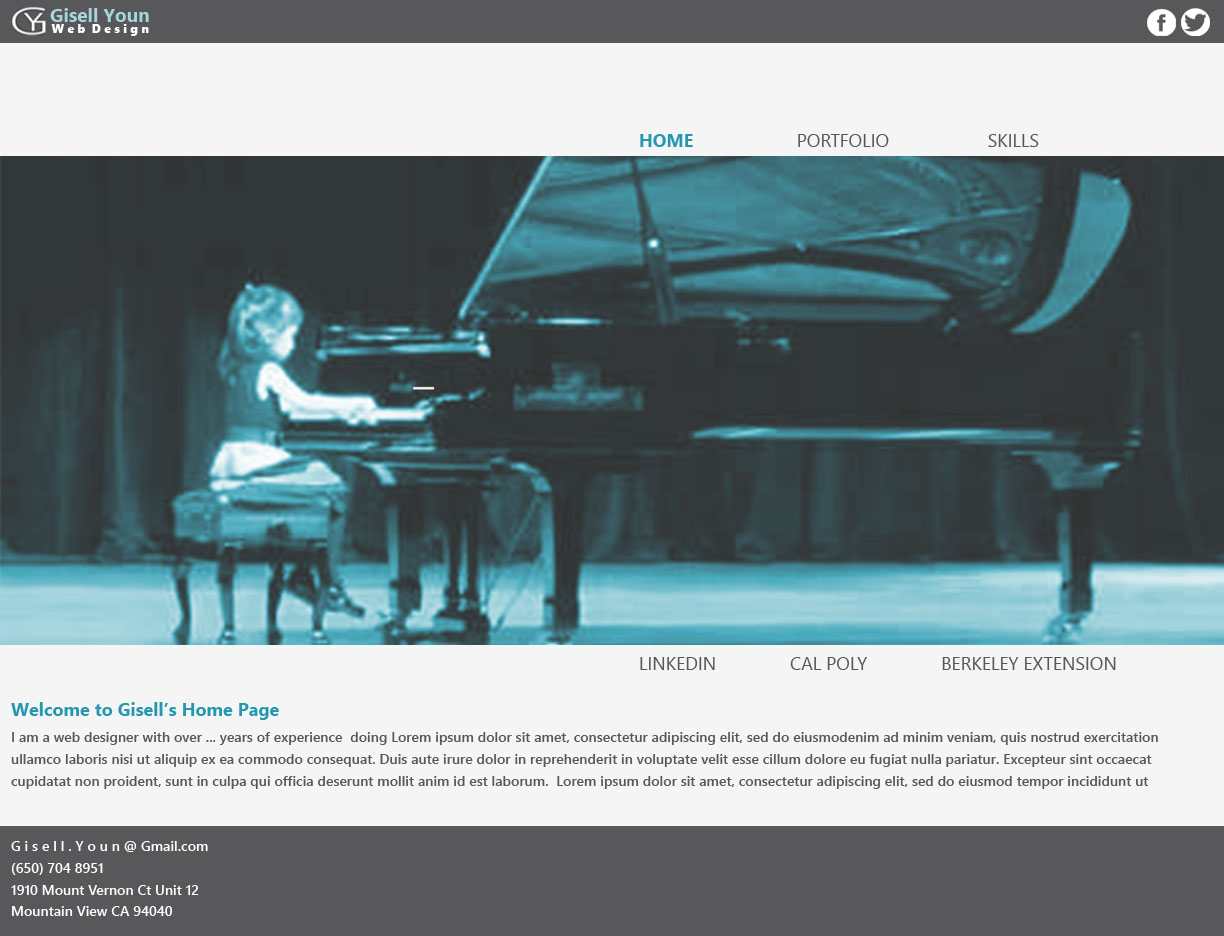 Gisell Youn
Web Design
HOME PORTFOLIO SKILLS
LINKEDIN CAL POLY BERKELEY EXTENSION
Welcome to Gisell's Home Page
I am a web designer with over ... years of experience  doing Lorem ipsum dolor sit amet, consectetur adipiscing elit, sed do eiusmodenim ad minim veniam, quis nostrud exercitation
ullamco laboris nisi ut aliquip ex ea commodo consequat. Duis aute irure dolor in reprehenderit in voluptate velit esse cillum dolore eu fugiat nulla pariatur. Excepteur sint occaecat
cupidatat non proident, sunt in culpa qui officia deserunt mollit anim id est laborum.  Lorem ipsum dolor sit amet, consectetur adipiscing elit, sed do eiusmod tempor incididunt ut
G i s e l l . Y o u n @ Gmail.com
(650) 704 8951
1910 Mount Vernon Ct Unit 12
Mountain View CA 94040